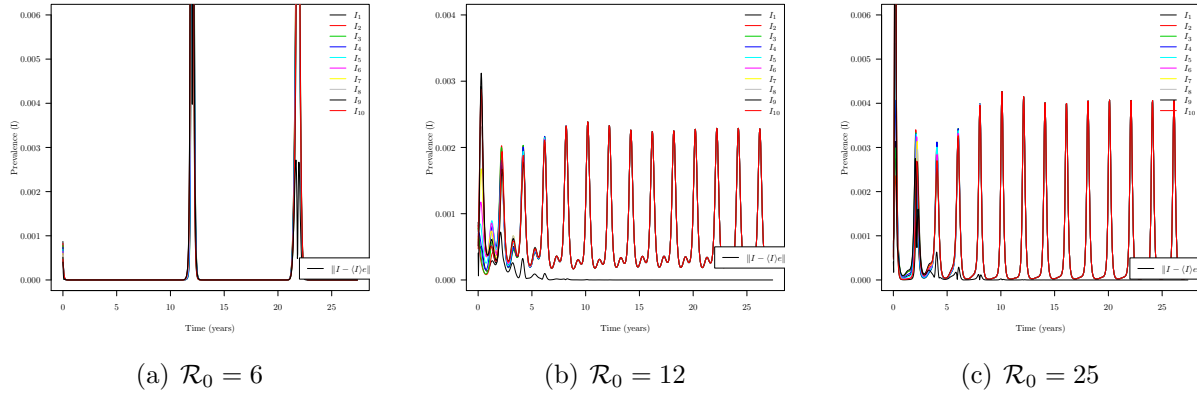 0.006
0.005
0.004
0.003
0.002
0.001
0.000
Prevalence (I)
0 5 10 15 20 25
Time (years)
I₁
I₂
I₃
I₄
I₅
I₆
I₇
I₈
I₉
I₁₀
‖I − ⟨I⟩e‖
(a) R₀ = 6
0.004
0.003
0.002
0.001
0.000
Prevalence (I)
0 5 10 15 20 25
Time (years)
I₁
I₂
I₃
I₄
I₅
I₆
I₇
I₈
I₉
I₁₀
‖I − ⟨I⟩e‖
(b) R₀ = 12
0.006
0.005
0.004
0.003
0.002
0.001
0.000
Prevalence (I)
0 5 10 15 20 25
Time (years)
I₁
I₂
I₃
I₄
I₅
I₆
I₇
I₈
I₉
I₁₀
‖I − ⟨I⟩e‖
(c) R₀ = 25